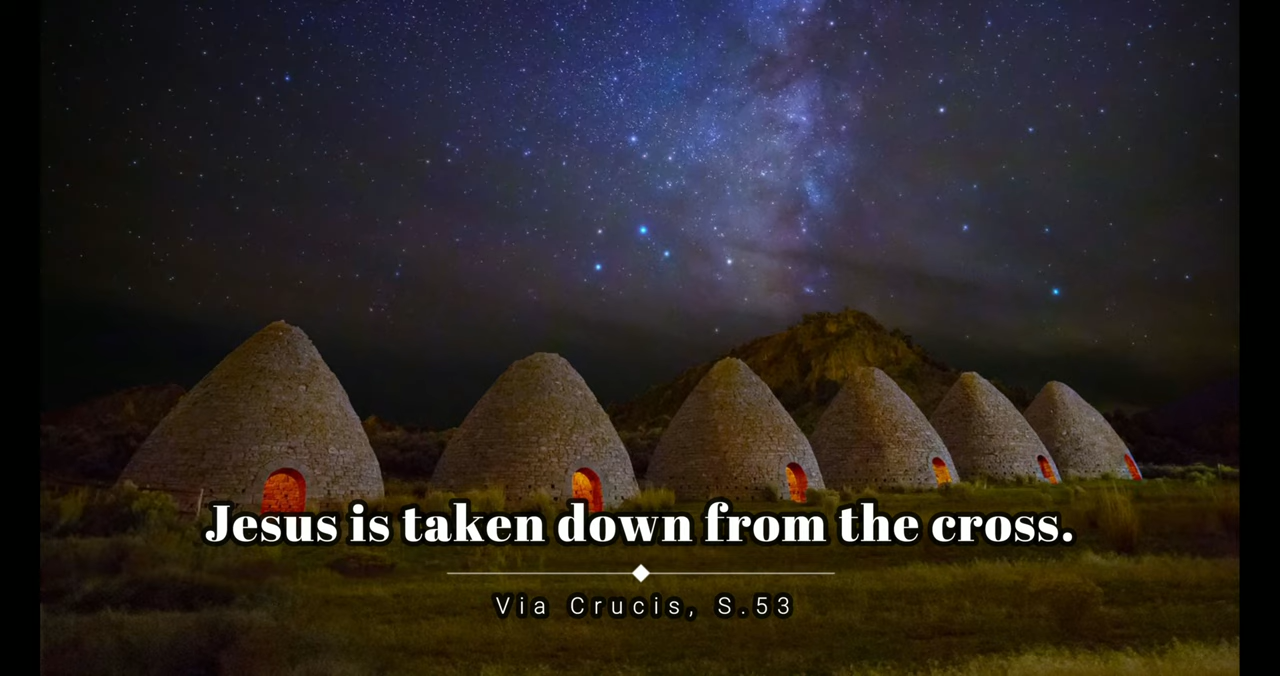 Jesus is taken down from the cross.
Via Crucis, S.53